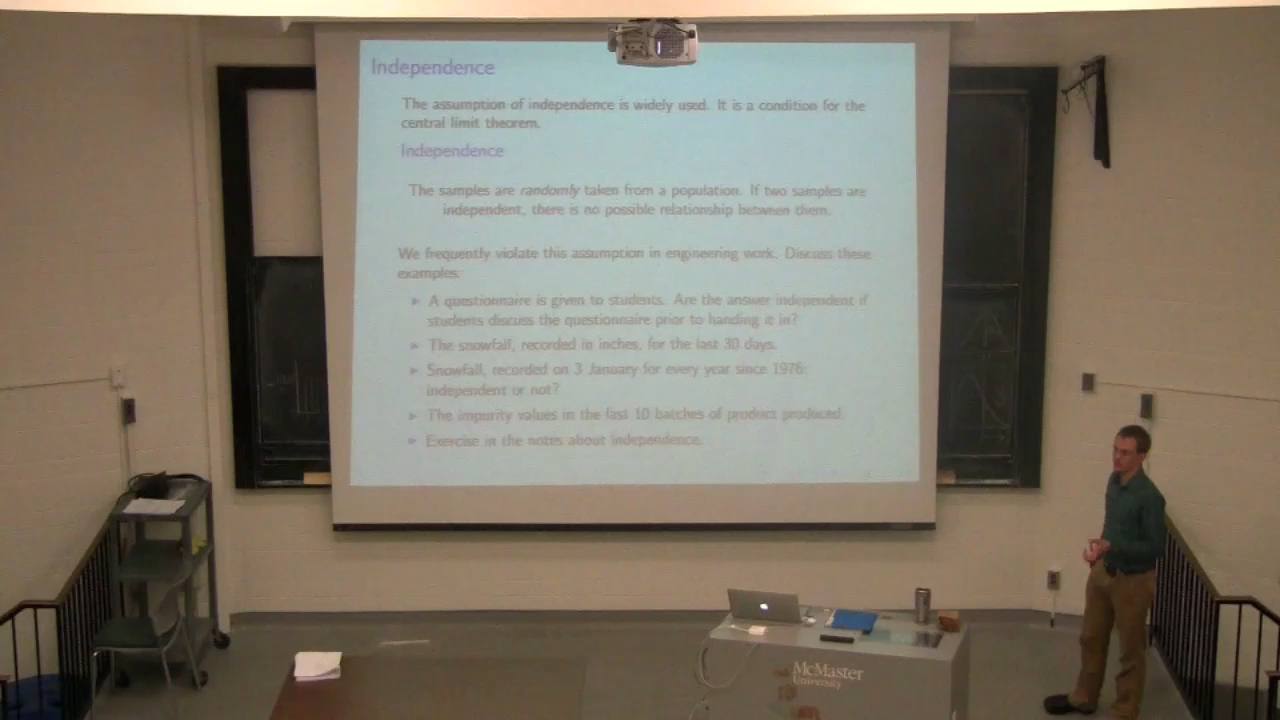 Independence
The assumption of independence is widely used. It is a condition for the
central limit theorem.
Independence
The samples are randomly taken from a population. If two samples are
independent, there is no possible relationship between them.
We frequently violate this assumption in engineering work. Discuss these
examples:
▸ A questionnaire is given to students. Are the answer independent if
students discuss the questionnaire prior to handing it in?
▸ The snowfall, recorded in inches, for the last 30 days.
▸ Snowfall, recorded on 3 January for every year since 1976:
independent or not?
▸ The impurity values in the last 10 batches of product produced.
▸ Exercise in the notes about independence.
McMaster
University